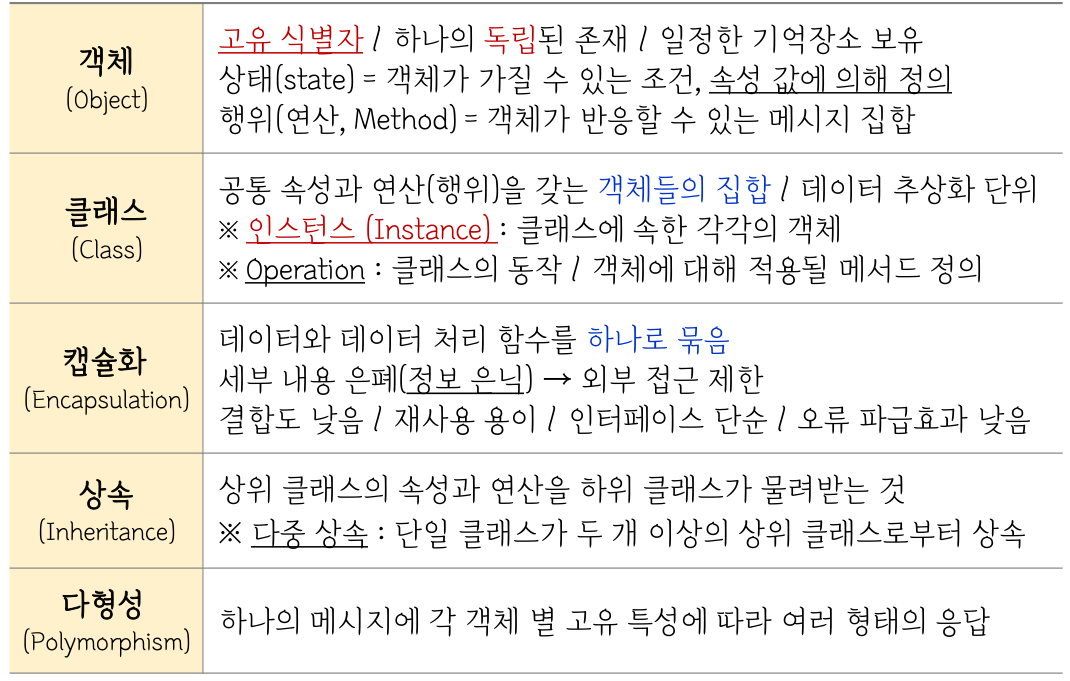 객체
(Object)
고유 식별자 / 하나의 독립된 존재 / 일정한 기억장소 보유
상태(state) = 객체가 가질 수 있는 조건, 속성 값에 의해 정의
행위(연산, Method) = 객체가 반응할 수 있는 메시지 집합
클래스
(Class)
공통 속성과 연산(행위)을 갖는 객체들의 집합 / 데이터 추상화 단위
※ 인스턴스 (Instance) : 클래스에 속한 각각의 객체
※ Operation : 클래스의 동작 / 객체에 대해 적용될 메서드 정의
캡슐화
(Encapsulation)
데이터와 데이터 처리 함수를 하나로 묶음
세부 내용 은폐(정보 은닉) → 외부 접근 제한
결합도 낮음 / 재사용 용이 / 인터페이스 단순 / 오류 파급효과 낮음
상속
(Inheritance)
상위 클래스의 속성과 연산을 하위 클래스가 물려받는 것
※ 다중 상속 : 단일 클래스가 두 개 이상의 상위 클래스로부터 상속
다형성
(Polymorphism)
하나의 메시지에 각 객체 별 고유 특성에 따라 여러 형태의 응답